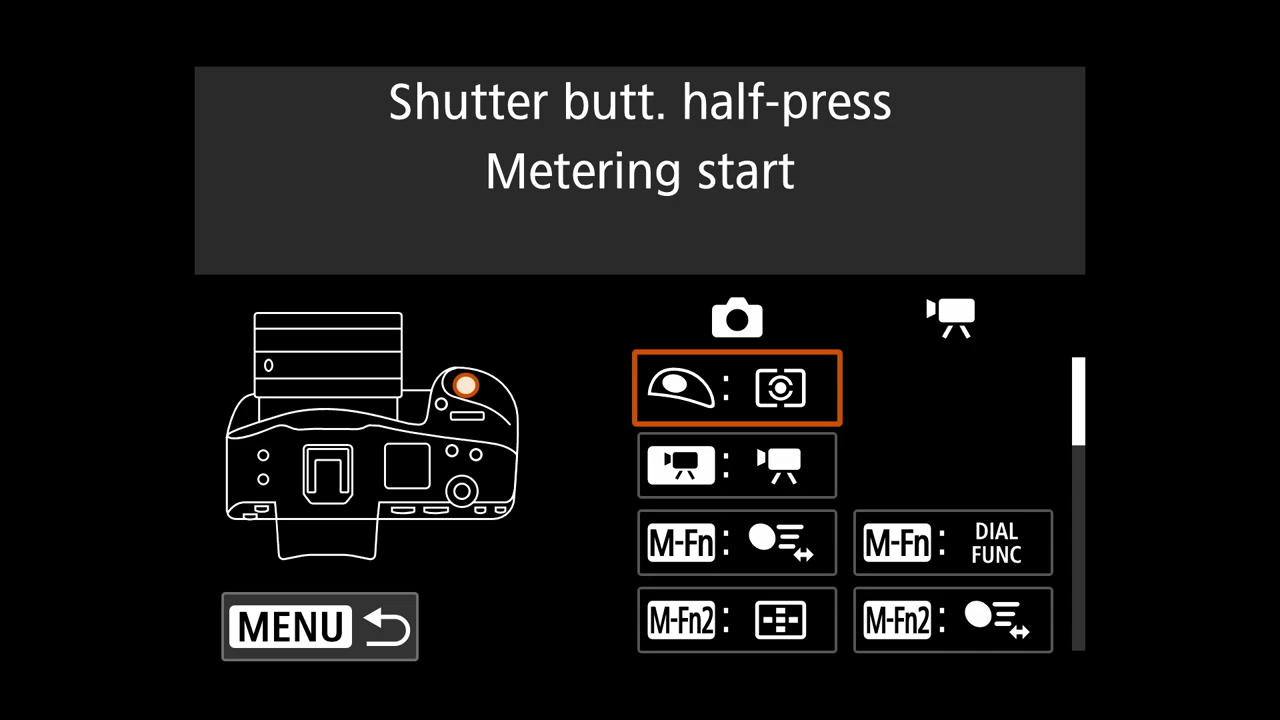 Shutter butt. half-press
Metering start
:
:
M-Fn : M-Fn : DIAL FUNC
M-Fn2 : M-Fn2 :
MENU